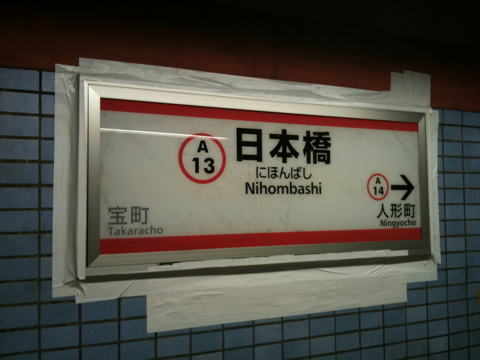 A
13
日本橋
にほんばし
Nihombashi
宝町
Takaracho
A
14
人形町
Ningyocho